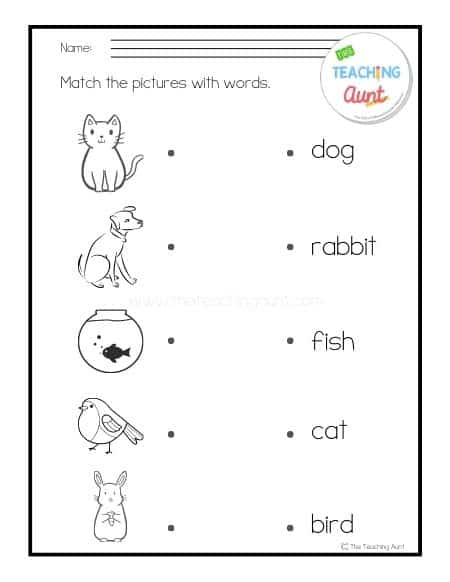 Name:
THE
TEACHING
Aunt
Match the pictures with words.
dog
rabbit
www.theteachingaunt.com
fish
cat
bird
© The Teaching Aunt